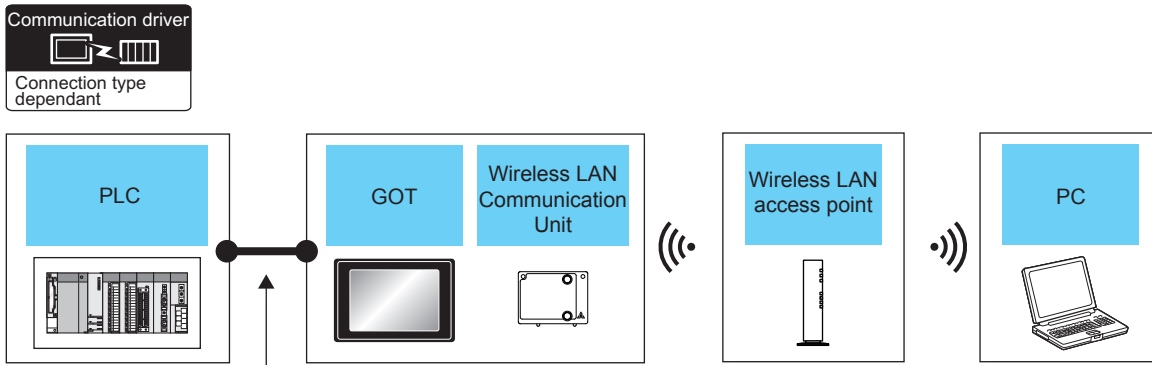 Communication driver
Connection type
dependant
PLC
GOT
Wireless LAN
Communication
Unit
Wireless LAN
access point
PC